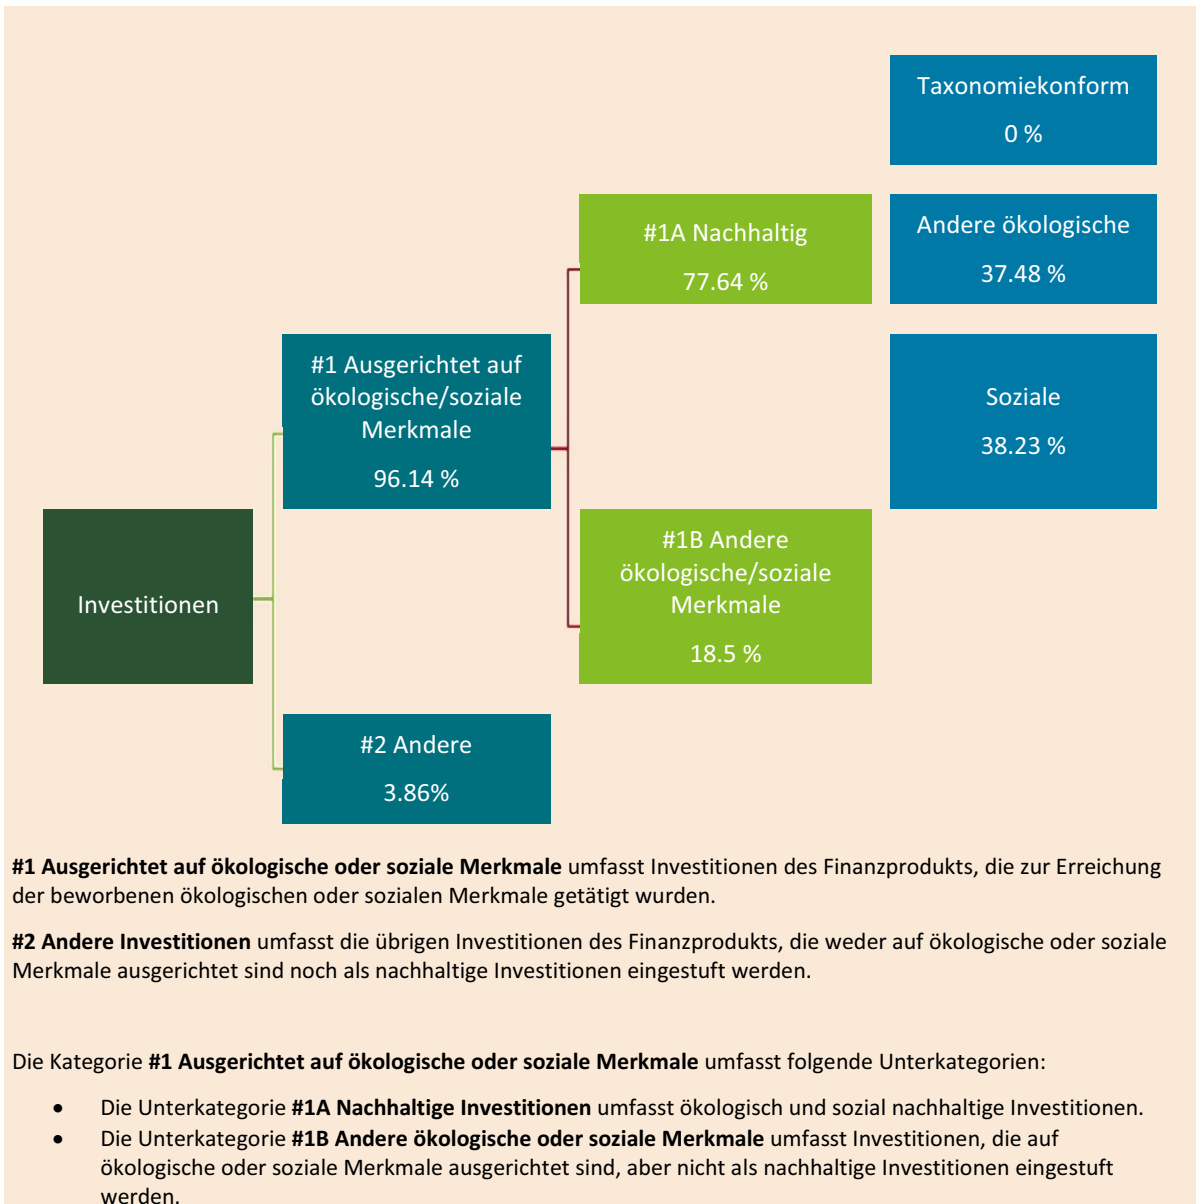 Taxonomiekonform
0 %
#1A Nachhaltig
77.64 %
Andere ökologische
37.48 %
#1 Ausgerichtet auf
ökologische/soziale
Merkmale
96.14 %
Soziale
38.23 %
Investitionen
#1B Andere
ökologische/soziale
Merkmale
18.5 %
#2 Andere
3.86%
#1 Ausgerichtet auf ökologische oder soziale Merkmale umfasst Investitionen des Finanzprodukts, die zur Erreichung
der beworbenen ökologischen oder sozialen Merkmale getätigt wurden.
#2 Andere Investitionen umfasst die übrigen Investitionen des Finanzprodukts, die weder auf ökologische oder soziale
Merkmale ausgerichtet sind noch als nachhaltige Investitionen eingestuft werden.
Die Kategorie #1 Ausgerichtet auf ökologische oder soziale Merkmale umfasst folgende Unterkategorien:
• Die Unterkategorie #1A Nachhaltige Investitionen umfasst ökologisch und sozial nachhaltige Investitionen.
• Die Unterkategorie #1B Andere ökologische oder soziale Merkmale umfasst Investitionen, die auf
ökologische oder soziale Merkmale ausgerichtet sind, aber nicht als nachhaltige Investitionen eingestuft
werden.